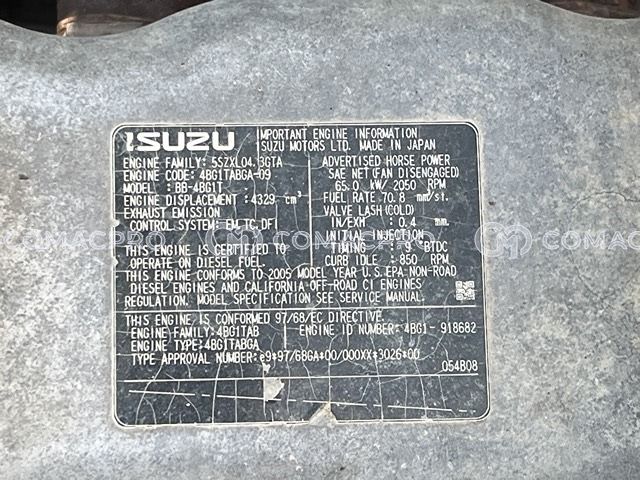 ISUZU
IMPORTANT ENGINE INFORMATION
ISUZU MOTORS LTD. MADE IN JAPAN
ENGINE FAMILY: 5SZXL04.3GTA
ENGINE CODE: 4BG1TABGA-09
MODEL: BB-4BG1T
ENGINE DISPLACEMENT: 4329 cm³
EXHAUST EMISSION
CONTROL SYSTEM: EM,TC,DFI
THIS ENGINE IS CERTIFIED TO
OPERATE ON DIESEL FUEL.
ADVERTISED HORSE POWER
SAE NET(FAN DISENGAGED)
65.0 kW/ 2050 RPM
FUEL RATE:70.8 mm³/st.
VALVE LASH(COLD)
IN/EXH: 0.4 mm
INITIAL INJECTION
TIMING : 9 °BTDC
CURB IDLE : 850 RPM
THIS ENGINE CONFORMS TO 2005 MODEL YEAR U.S.EPA NON-ROAD
DIESEL ENGINES AND CALIFORNIA OFF-ROAD CI ENGINES
REGULATION. MODEL SPECIFICATION SEE SERVICE MANUAL.
THIS ENGINE IS CONFORMED 97/68/EC DIRECTIVE.
ENGINE FAMILY:4BG1TAB
ENGINE ID NUMBER: 4BG1- 918682
ENGINE TYPE:4BG1TABGA
TYPE APPROVAL NUMBER:e9*97/68GA*00/000XX*3026*00
054B08
COMACPRO
COMACPRO
COMACPRO